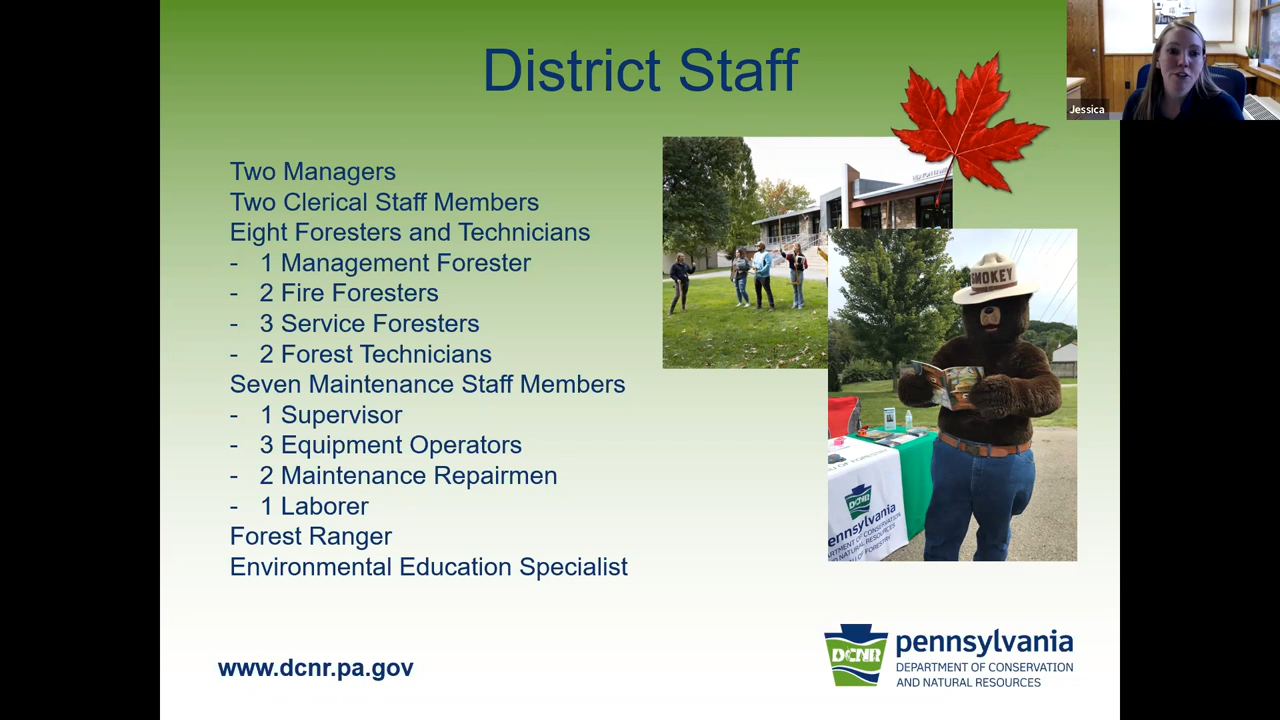 District Staff
Jessica
Two Managers
Two Clerical Staff Members
Eight Foresters and Technicians
- 1 Management Forester
- 2 Fire Foresters
- 3 Service Foresters
- 2 Forest Technicians
Seven Maintenance Staff Members
- 1 Supervisor
- 3 Equipment Operators
- 2 Maintenance Repairmen
- 1 Laborer
Forest Ranger
Environmental Education Specialist
SMOKEY
DCNR
pennsylvania
www.dcnr.pa.gov
DCNR
pennsylvania
DEPARTMENT OF CONSERVATION
AND NATURAL RESOURCES